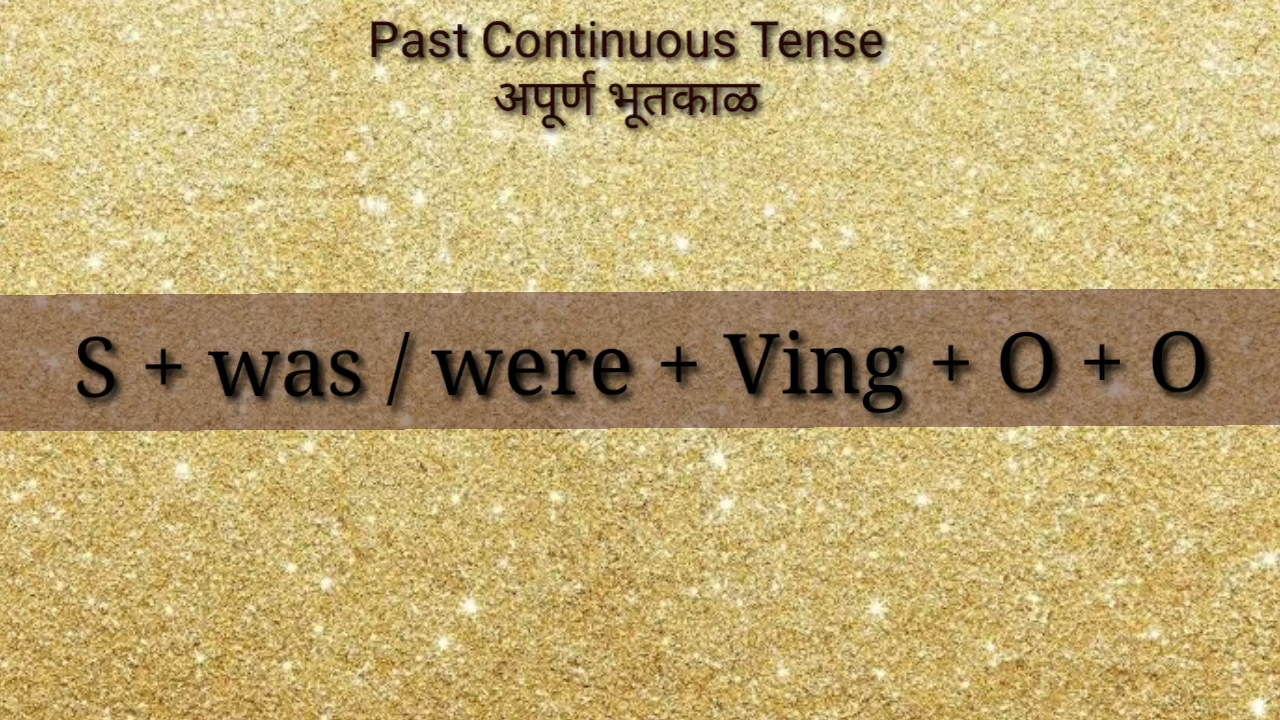 Past Continuous Tense
अपूर्ण भूतकाळ
S + was / were + Ving + O + O